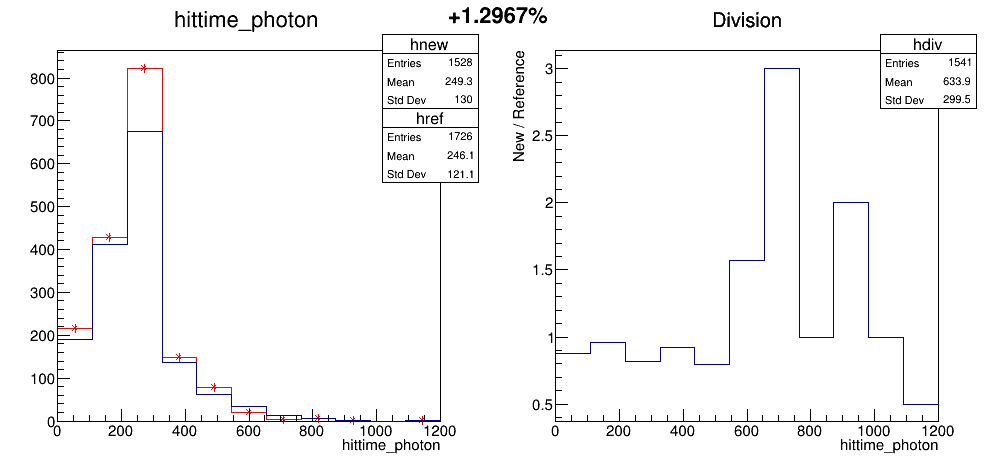 +1.2967%
hittime_photon
hnew
Entries 1528
Mean 249.3
Std Dev 130
href
Entries 1726
Mean 246.1
Std Dev 121.1
800
700
600
500
400
300
200
100
0
0 200 400 600 800 1000 1200
hittime_photon
Division
hdiv
Entries 1541
Mean 633.9
Std Dev 299.5
New / Reference
3
2.5
2
1.5
1
0.5
0 200 400 600 800 1000 1200
hittime_photon